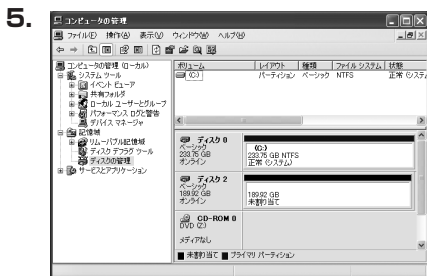 5.
コンピュータの管理
ファイル(F) 操作(A) 表示(V) ウィンドウ(W) ヘルプ(H)
コンピュータの管理 (ローカル)
システム ツール
イベント ビューア
共有フォルダ
ローカル ユーザーとグループ
パフォーマンス ログと警告
デバイス マネージャ
記憶域
リムーバブル記憶域
ディスク デフラグ ツール
ディスクの管理
サービスとアプリケーション
ボリューム レイアウト 種類 ファイル システム 状態
(C:) パーティション ベーシック NTFS 正常 (システ
ディスク 0
ベーシック
233.75 GB
オンライン
(C:)
233.75 GB NTFS
正常 (システム)
ディスク 2
ベーシック
189.92 GB
オンライン
189.92 GB
未割り当て
CD-ROM 0
DVD (Z:)
メディアなし
未割り当て プライマリ パーティション